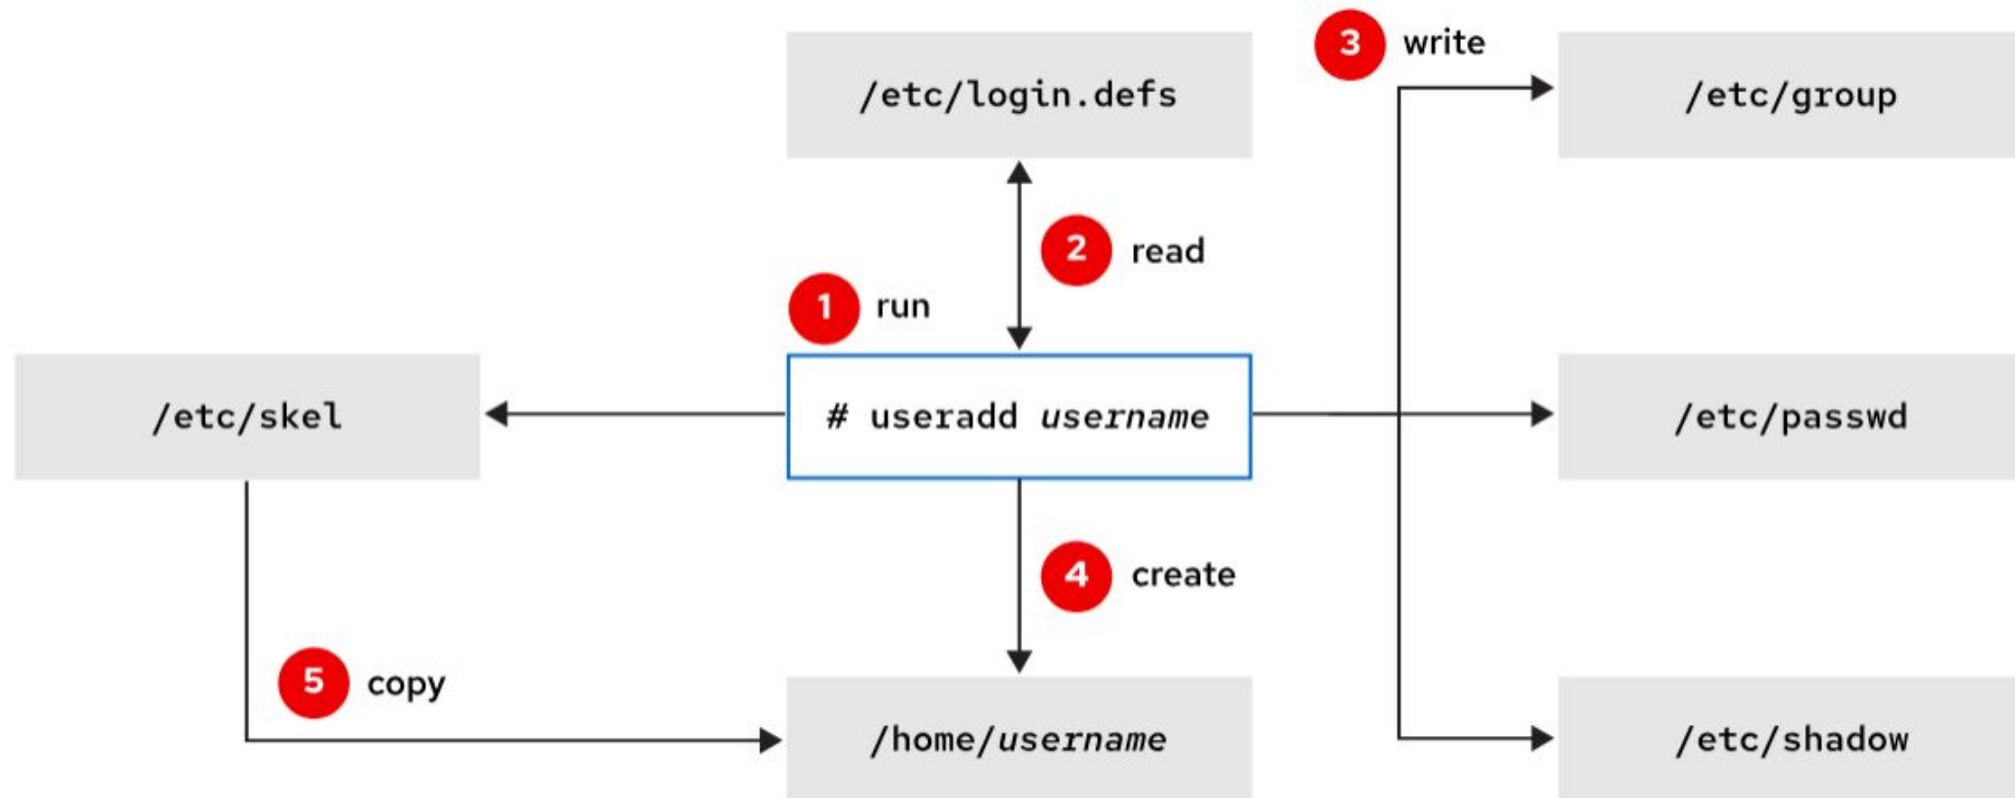 3 write
/etc/login.defs
/etc/group
2 read
1 run
/etc/skel
# useradd username
/etc/passwd
4 create
5 copy
/home/username
/etc/shadow